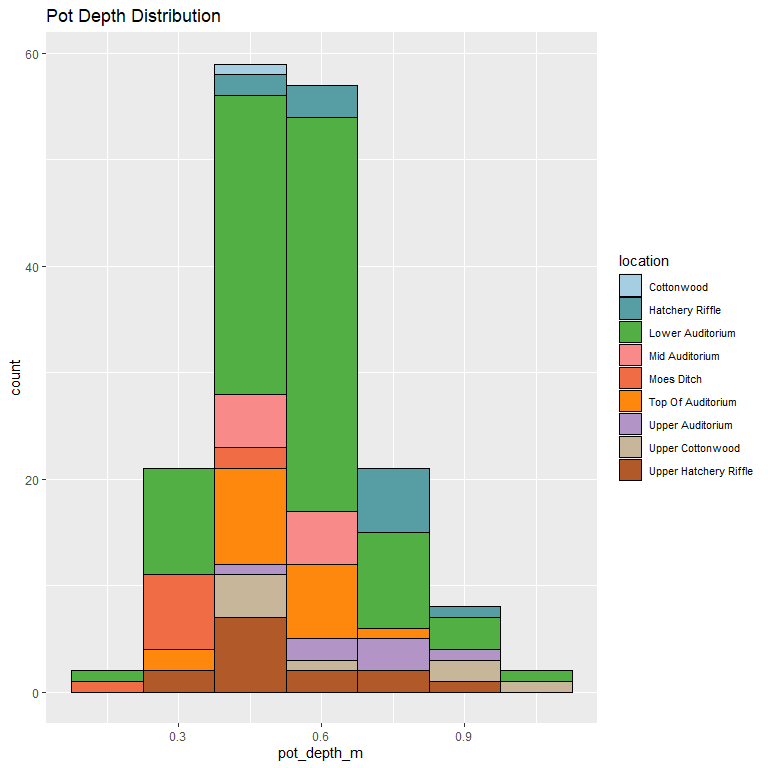 Pot Depth Distribution
60
40
20
0
count
0.3
0.6
0.9
pot_depth_m
location
Cottonwood
Hatchery Riffle
Lower Auditorium
Mid Auditorium
Moes Ditch
Top Of Auditorium
Upper Auditorium
Upper Cottonwood
Upper Hatchery Riffle